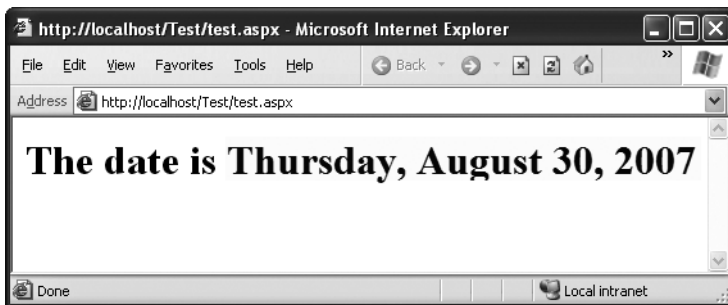 http://localhost/Test/test.aspx - Microsoft Internet Explorer
File Edit View Favorites Tools Help Back »
Address http://localhost/Test/test.aspx
The date is Thursday, August 30, 2007
Done Local intranet